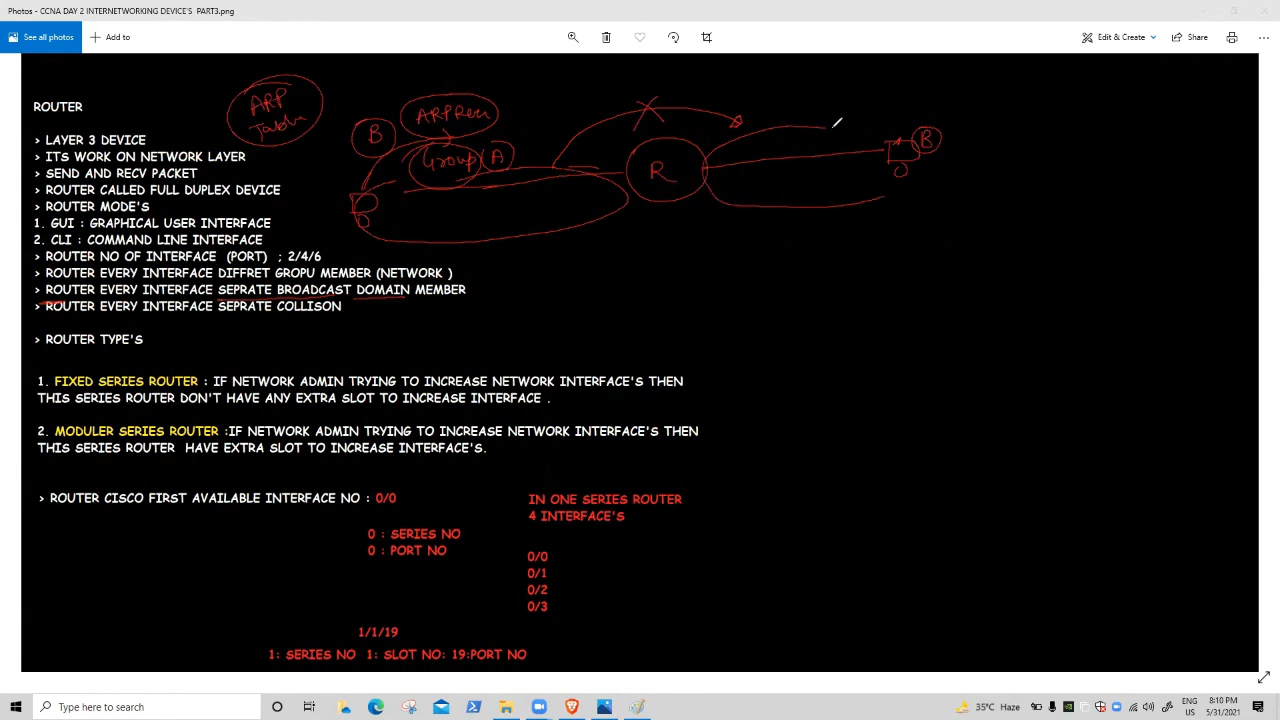 Photos - CCNA DAY 2 INTERNETWORKING DEVICE'S PART3.png
See all photos
Add to
Edit & Create
Share
ROUTER
ARP
Table
ARP Req
B
Group A
R
B
> LAYER 3 DEVICE
> ITS WORK ON NETWORK LAYER
> SEND AND RECV PACKET
> ROUTER CALLED FULL DUPLEX DEVICE
> ROUTER MODE'S
1. GUI : GRAPHICAL USER INTERFACE
2. CLI : COMMAND LINE INTERFACE
> ROUTER NO OF INTERFACE (PORT) ; 2/4/6
> ROUTER EVERY INTERFACE DIFFRET GROPU MEMBER (NETWORK )
> ROUTER EVERY INTERFACE SEPRATE BROADCAST DOMAIN MEMBER
> ROUTER EVERY INTERFACE SEPRATE COLLISON
> ROUTER TYPE'S
1. FIXED SERIES ROUTER : IF NETWORK ADMIN TRYING TO INCREASE NETWORK INTERFACE'S THEN
THIS SERIES ROUTER DON'T HAVE ANY EXTRA SLOT TO INCREASE INTERFACE .
2. MODULER SERIES ROUTER :IF NETWORK ADMIN TRYING TO INCREASE NETWORK INTERFACE'S THEN
THIS SERIES ROUTER HAVE EXTRA SLOT TO INCREASE INTERFACE'S.
> ROUTER CISCO FIRST AVAILABLE INTERFACE NO : 0/0
0 : SERIES NO
0 : PORT NO
IN ONE SERIES ROUTER
4 INTERFACE'S
0/0
0/1
0/2
0/3
1/1/19
1: SERIES NO 1: SLOT NO: 19:PORT NO
Type here to search
35°C Haze
ENG
US
8:10 PM
5/31/2021